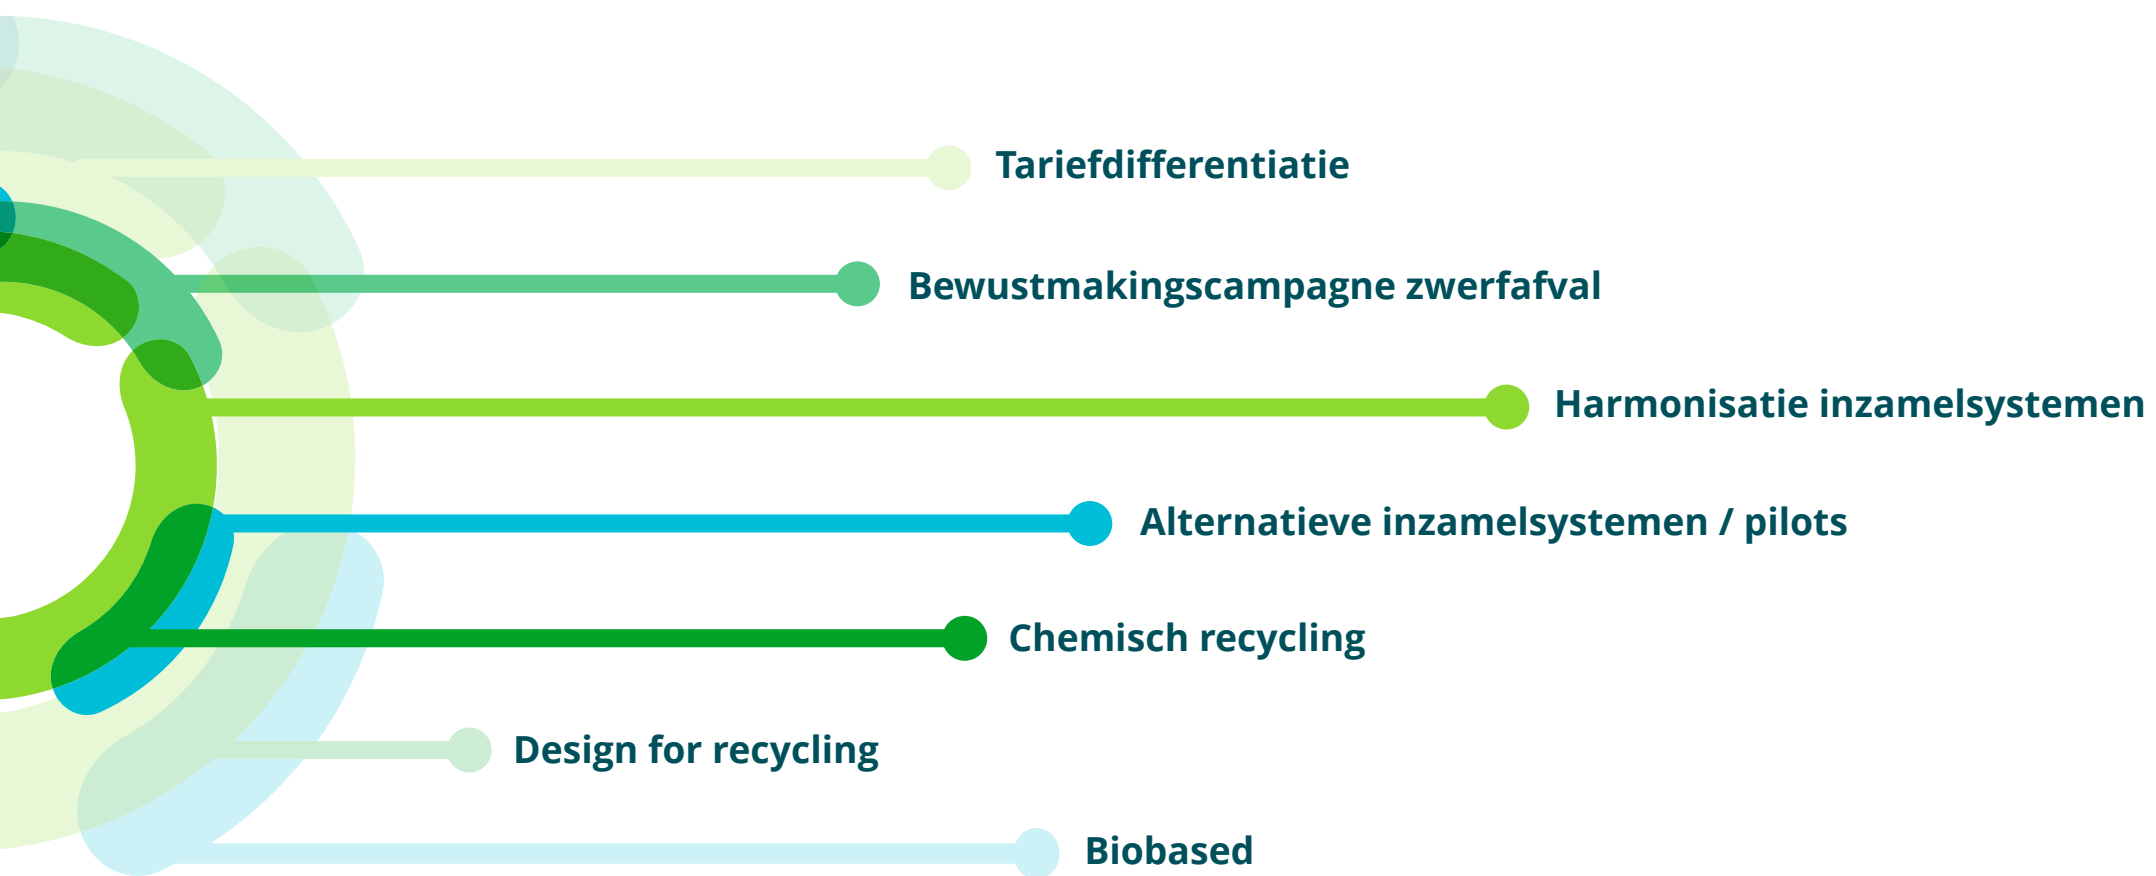 Tariefdifferentiatie
Bewustmakingscampagne zwerfafval
Harmonisatie inzamelsystemen
Alternatieve inzamelsystemen / pilots
Chemisch recycling
Design for recycling
Biobased